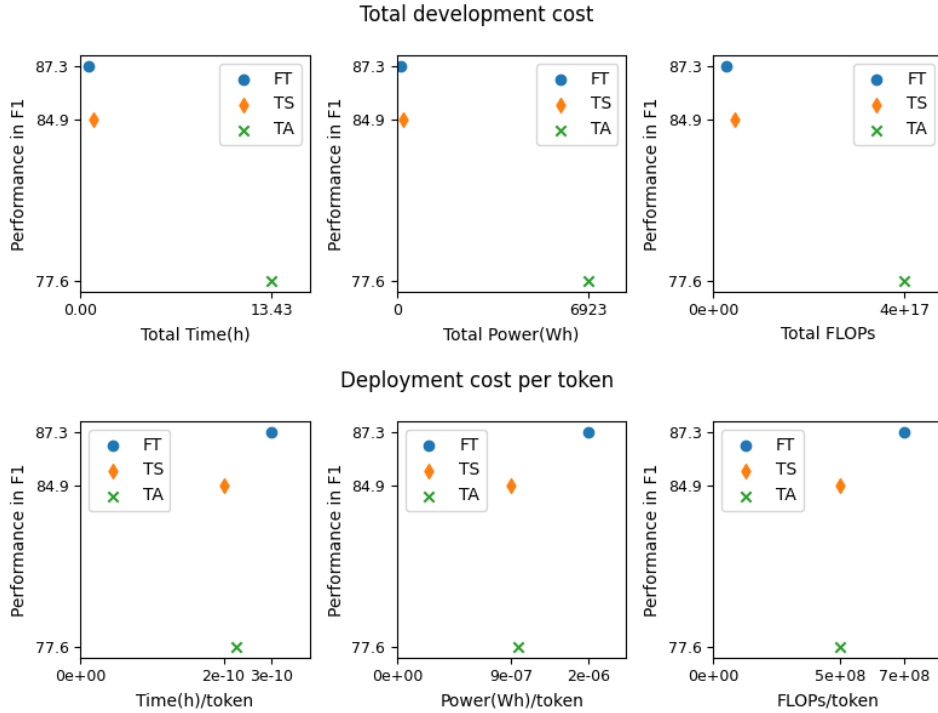 Total development cost
Performance in F1
87.3
84.9
77.6
FT
TS
TA
0.00
13.43
Total Time(h)
Performance in F1
87.3
84.9
77.6
FT
TS
TA
0
6923
Total Power(Wh)
Performance in F1
87.3
84.9
77.6
FT
TS
TA
0e+00
4e+17
Total FLOPs
Deployment cost per token
Performance in F1
87.3
84.9
77.6
FT
TS
TA
0e+00
2e-10
3e-10
Time(h)/token
Performance in F1
87.3
84.9
77.6
FT
TS
TA
0e+00
9e-07
2e-06
Power(Wh)/token
Performance in F1
87.3
84.9
77.6
FT
TS
TA
0e+00
5e+08
7e+08
FLOPs/token